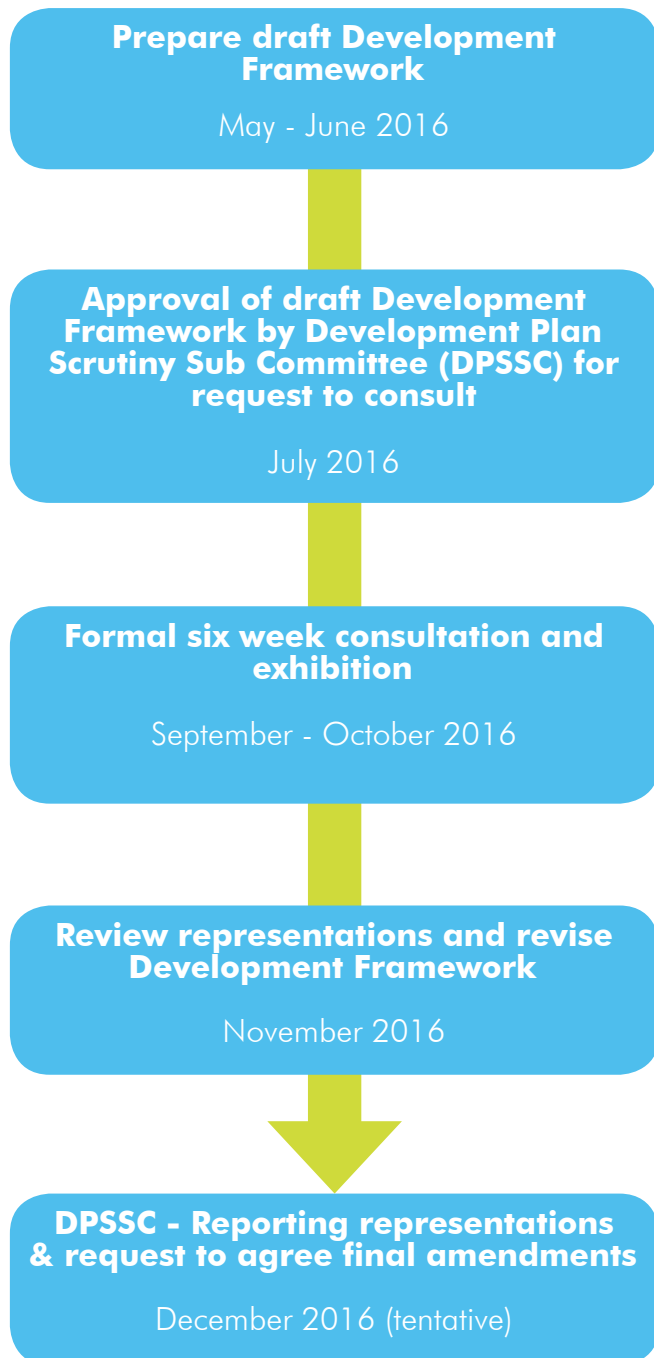 Prepare draft Development
Framework
May - June 2016
Approval of draft Development
Framework by Development Plan
Scrutiny Sub Committee (DPSSC) for
request to consult
July 2016
Formal six week consultation and
exhibition
September - October 2016
Review representations and revise
Development Framework
November 2016
DPSSC - Reporting representations
& request to agree final amendments
December 2016 (tentative)